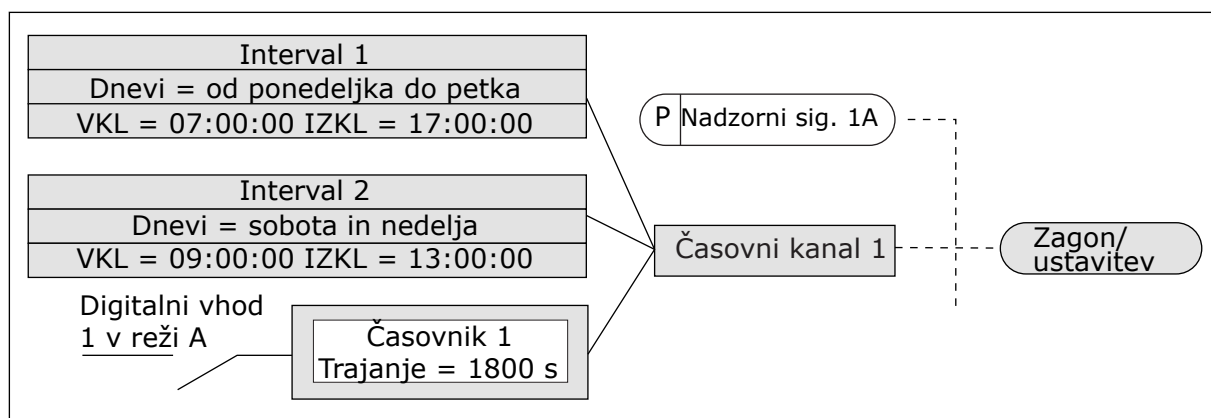 Interval 1
Dnevi = od ponedeljka do petka
VKL = 07:00:00 IZKL = 17:00:00
P Nadzorni sig. 1A
Interval 2
Dnevi = sobota in nedelja
VKL = 09:00:00 IZKL = 13:00:00
Časovni kanal 1
Zagon/
ustavitev
Digitalni vhod
1 v reži A
Časovnik 1
Trajanje = 1800 s